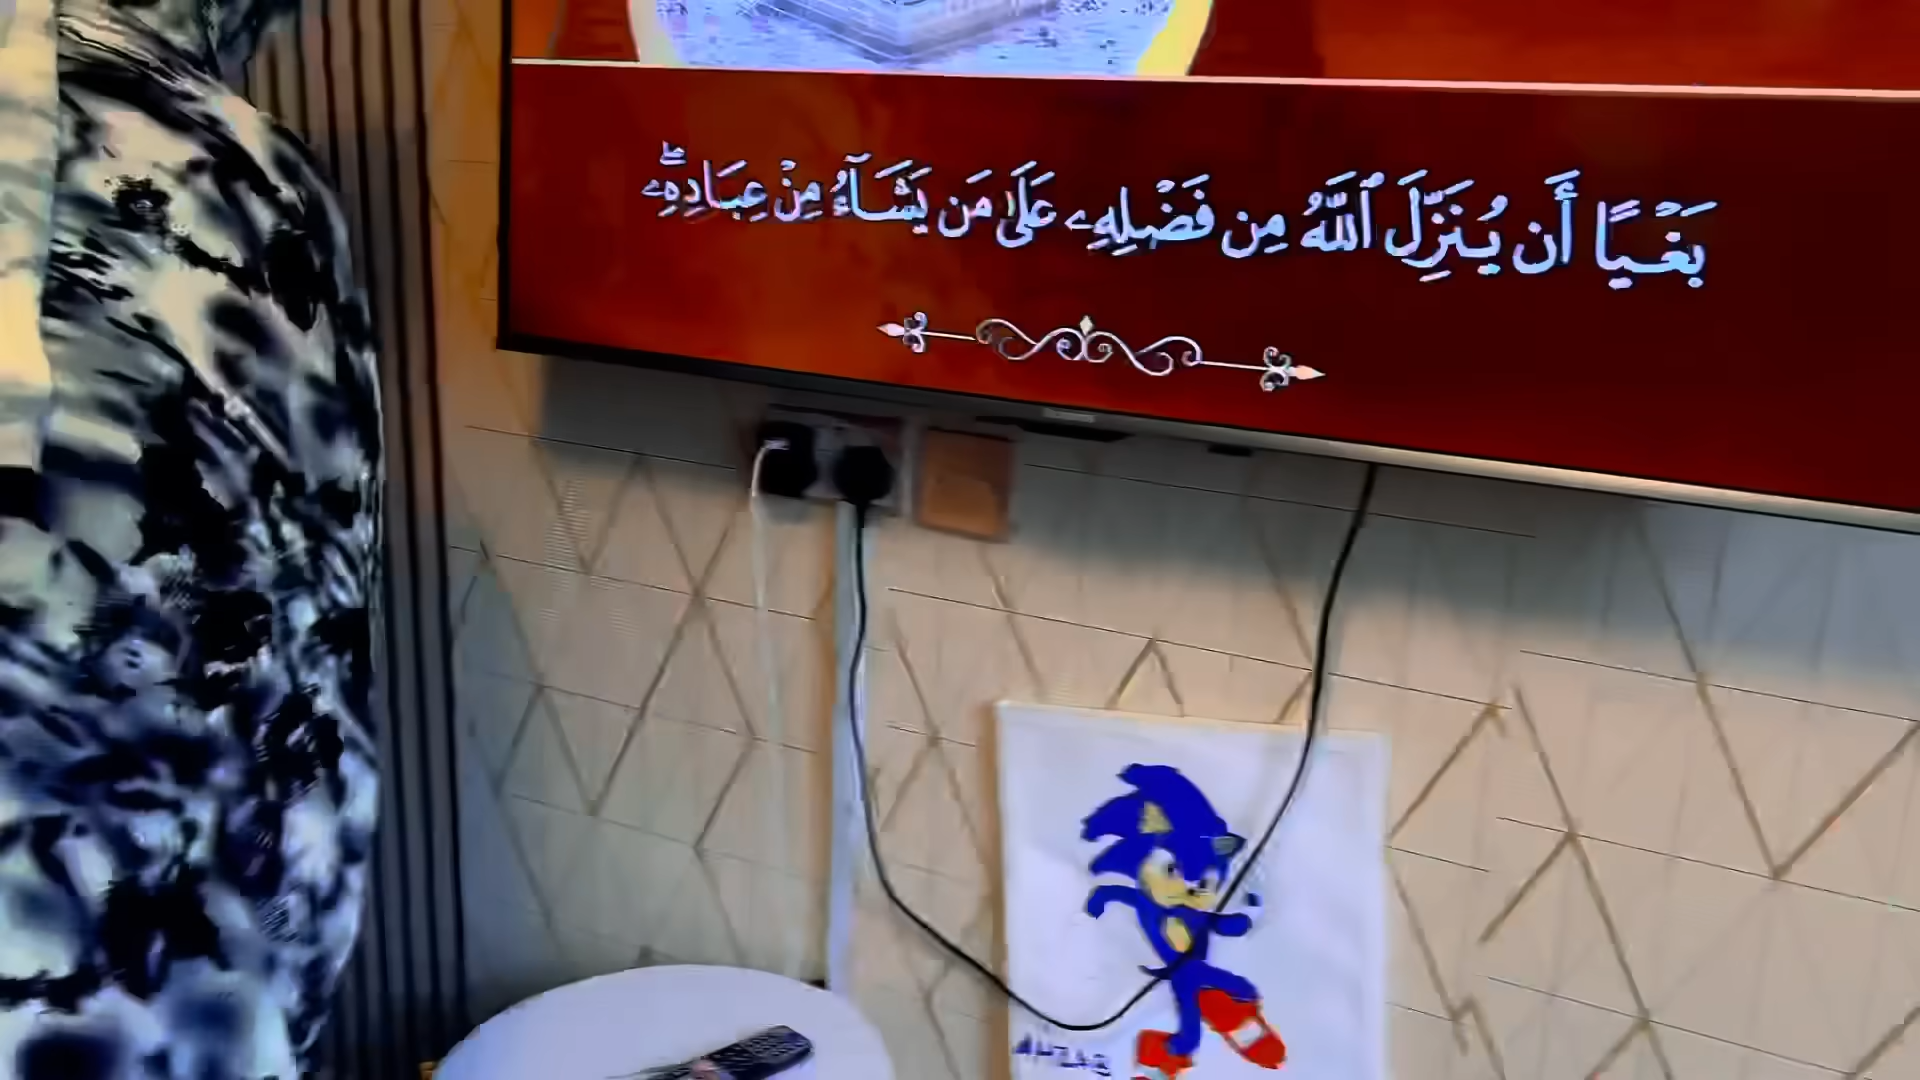 بَغْيًا أَن يُنَزِّلَ ٱللَّهُ مِن فَضْلِهِۦ عَلَىٰ مَن يَشَآءُ مِنْ عِبَادِهِۦۖ